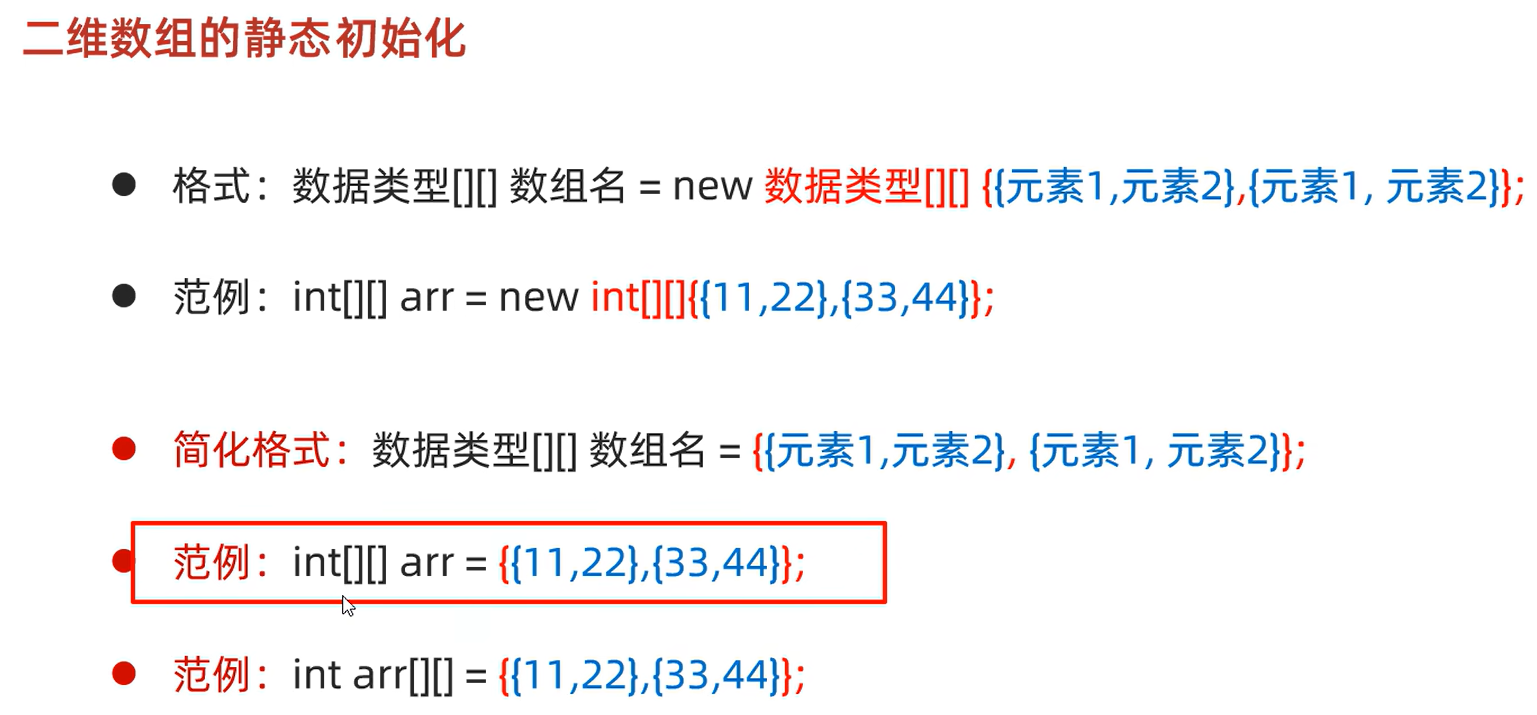 二维数组的静态初始化
● 格式：数据类型[][] 数组名 = new 数据类型[][] {{元素1,元素2},{元素1, 元素2}};
● 范例：int[][] arr = new int[][]{{11,22},{33,44}};
● 简化格式：数据类型[][] 数组名 = {{元素1,元素2}, {元素1, 元素2}};
● 范例：int[][] arr = {{11,22},{33,44}};
● 范例：int arr[][] = {{11,22},{33,44}};